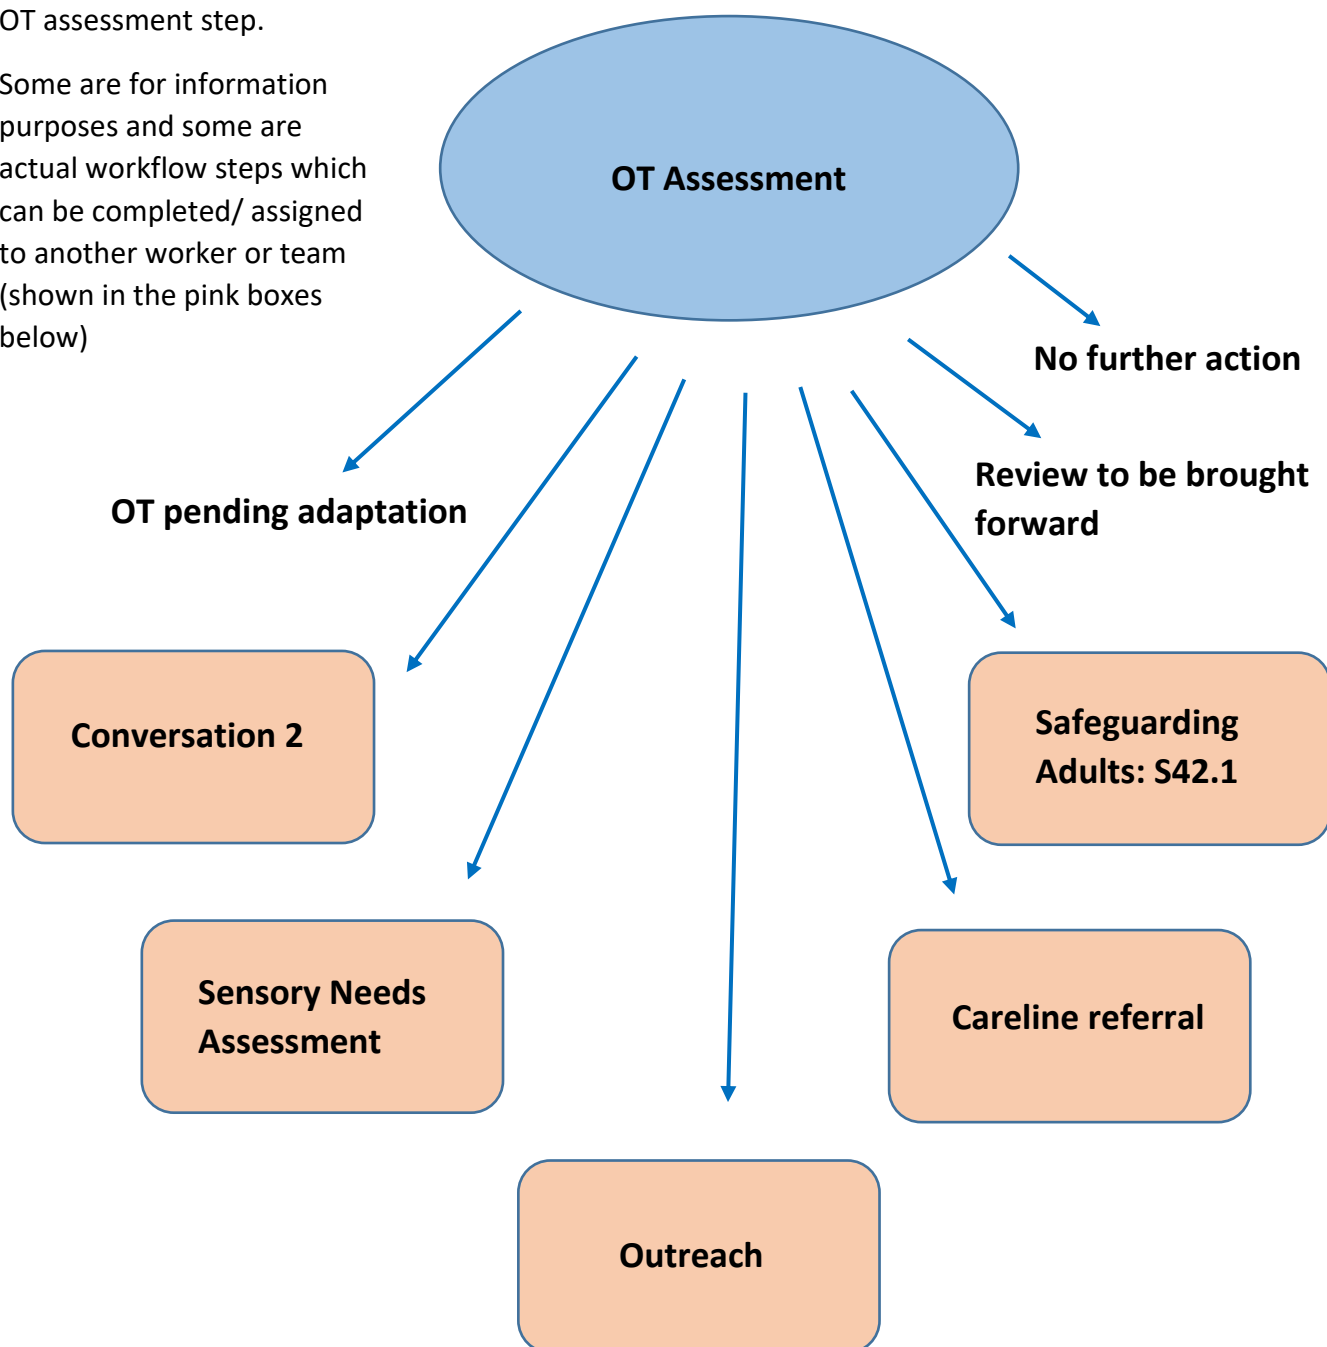 OT assessment step.
Some are for information
purposes and some are
actual workflow steps which
can be completed/ assigned
to another worker or team
(shown in the pink boxes
below)
OT Assessment
No further action
Review to be brought
forward
OT pending adaptation
Conversation 2
Safeguarding
Adults: S42.1
Sensory Needs
Assessment
Careline referral
Outreach